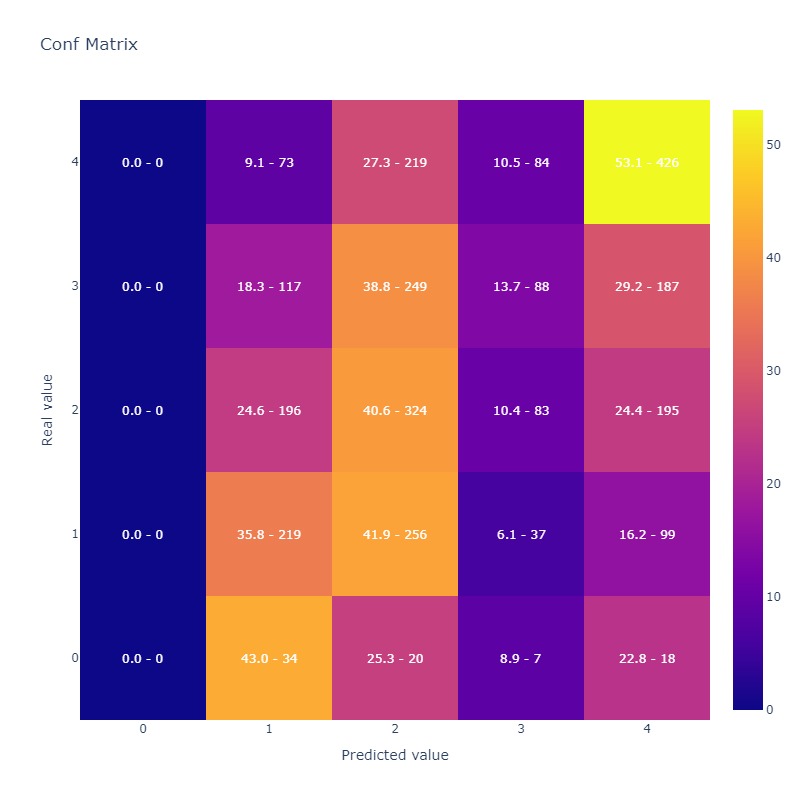 Conf Matrix
50
4
0.0 - 0
9.1 - 73
27.3 - 219
10.5 - 84
53.1 - 426
40
3
0.0 - 0
18.3 - 117
38.8 - 249
13.7 - 88
29.2 - 187
30
Real value
2
0.0 - 0
24.6 - 196
40.6 - 324
10.4 - 83
24.4 - 195
20
1
0.0 - 0
35.8 - 219
41.9 - 256
6.1 - 37
16.2 - 99
10
0
0.0 - 0
43.0 - 34
25.3 - 20
8.9 - 7
22.8 - 18
0
0
1
2
3
4
Predicted value